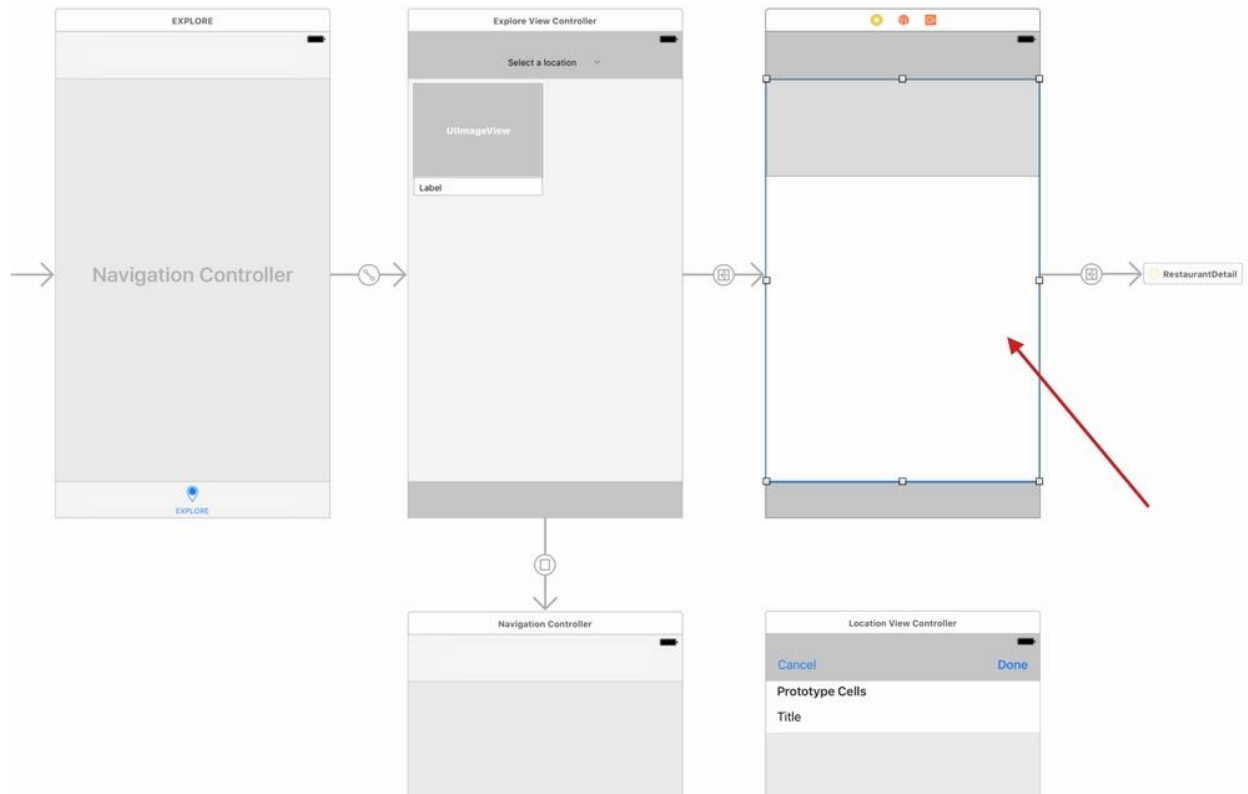 EXPLORE
Explore View Controller
Select a location
UIImageView
Label
Navigation Controller
EXPLORE
RestaurantDetail
Navigation Controller
Location View Controller
Cancel
Done
Prototype Cells
Title